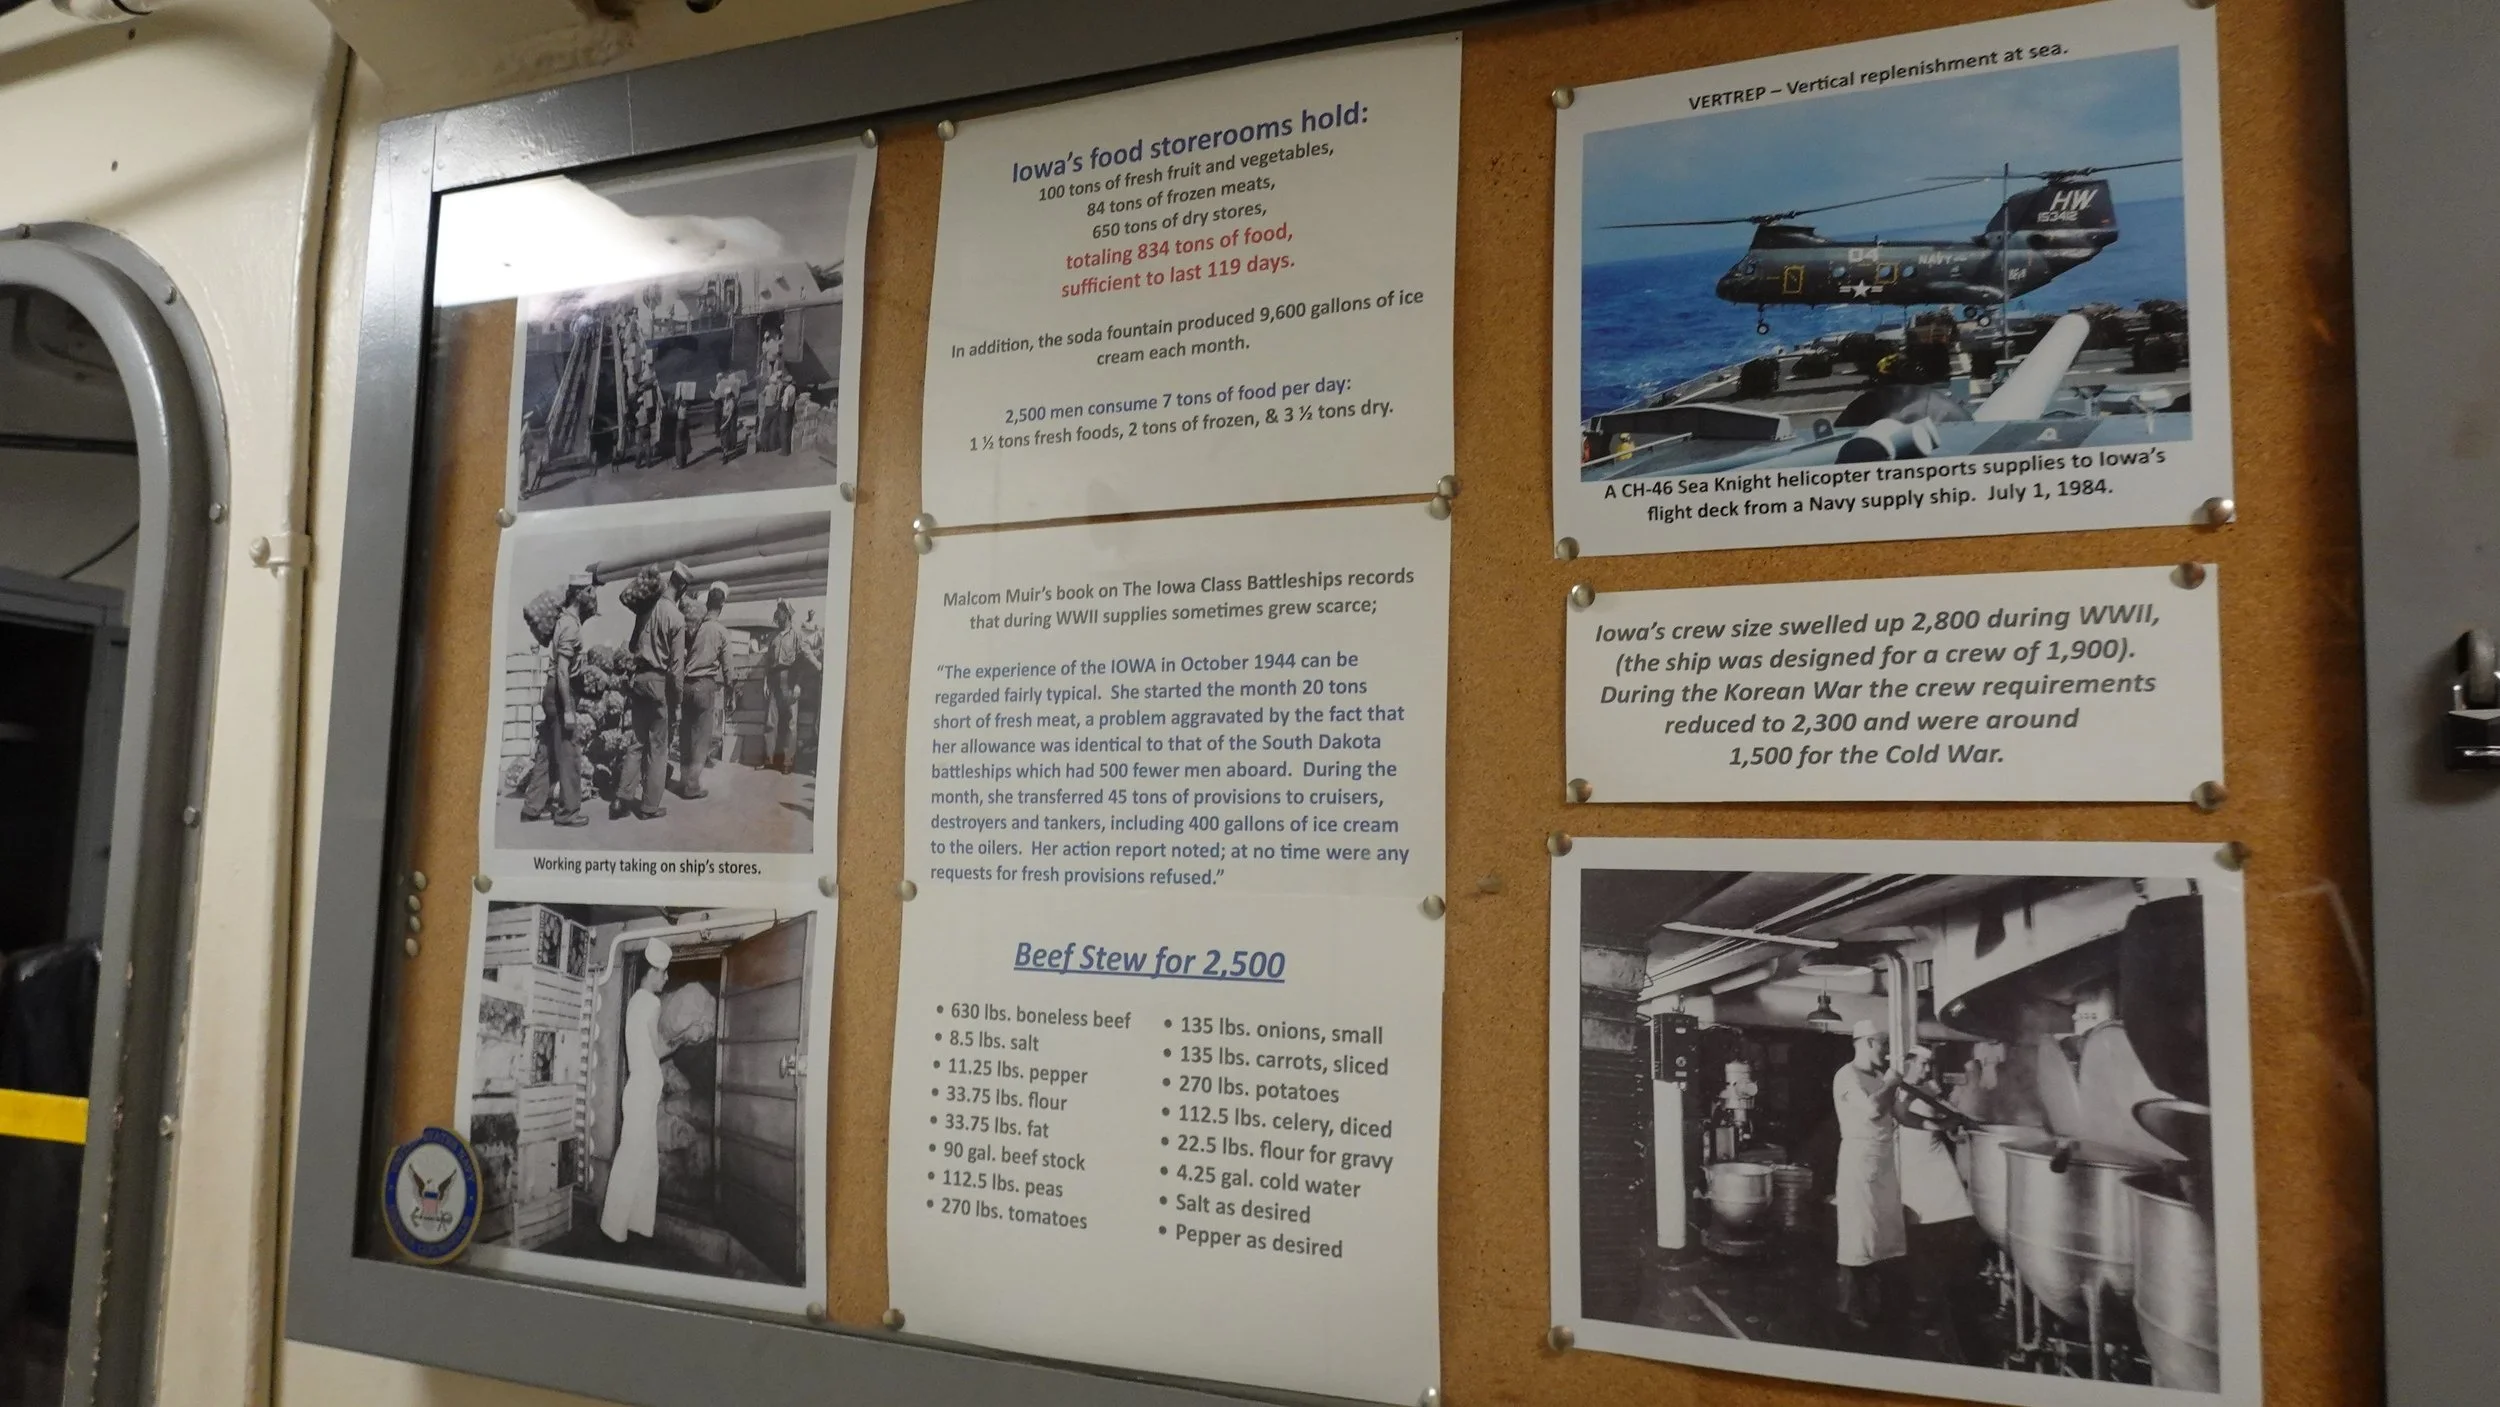 Iowa's food storerooms hold:
100 tons of fresh fruit and vegetables,
84 tons of frozen meats,
650 tons of dry stores,
totaling 834 tons of food,
sufficient to last 119 days.
In addition, the soda fountain produced 9,600 gallons of ice
cream each month.
2,500 men consume 7 tons of food per day:
1 ½ tons fresh foods, 2 tons of frozen, & 3 ½ tons dry.
Malcom Muir's book on The Iowa Class Battleships records
that during WWII supplies sometimes grew scarce;
“The experience of the IOWA in October 1944 can be
regarded fairly typical. She started the month 20 tons
short of fresh meat, a problem aggravated by the fact that
her allowance was identical to that of the South Dakota
battleships which had 500 fewer men aboard. During the
month, she transferred 45 tons of provisions to cruisers,
destroyers and tankers, including 400 gallons of ice cream
to the oilers. Her action report noted; at no time were any
requests for fresh provisions refused.”
Working party taking on ship's stores.
Beef Stew for 2,500
• 630 lbs. boneless beef
• 8.5 lbs. salt
• 11.25 lbs. pepper
• 33.75 lbs. flour
• 33.75 lbs. fat
• 90 gal. beef stock
• 112.5 lbs. peas
• 270 lbs. tomatoes
• 135 lbs. onions, small
• 135 lbs. carrots, sliced
• 270 lbs. potatoes
• 112.5 lbs. celery, diced
• 22.5 lbs. flour for gravy
• 4.25 gal. cold water
• Salt as desired
• Pepper as desired
VERTREP – Vertical replenishment at sea.
HW
153412
04
NAVY
A CH-46 Sea Knight helicopter transports supplies to Iowa's
flight deck from a Navy supply ship. July 1, 1984.
Iowa's crew size swelled up 2,800 during WWII,
(the ship was designed for a crew of 1,900).
During the Korean War the crew requirements
reduced to 2,300 and were around
1,500 for the Cold War.